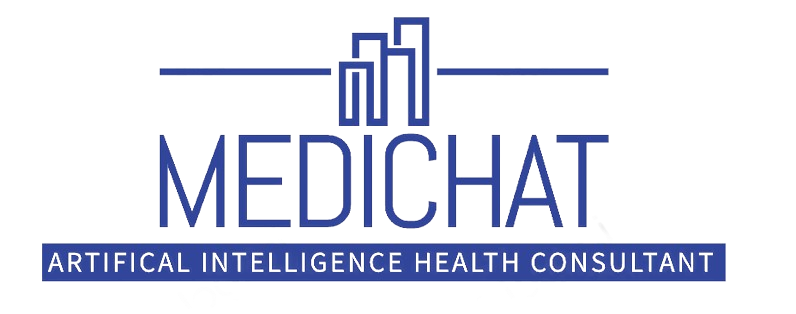 MEDICHAT
ARTIFICAL INTELLIGENCE HEALTH CONSULTANT